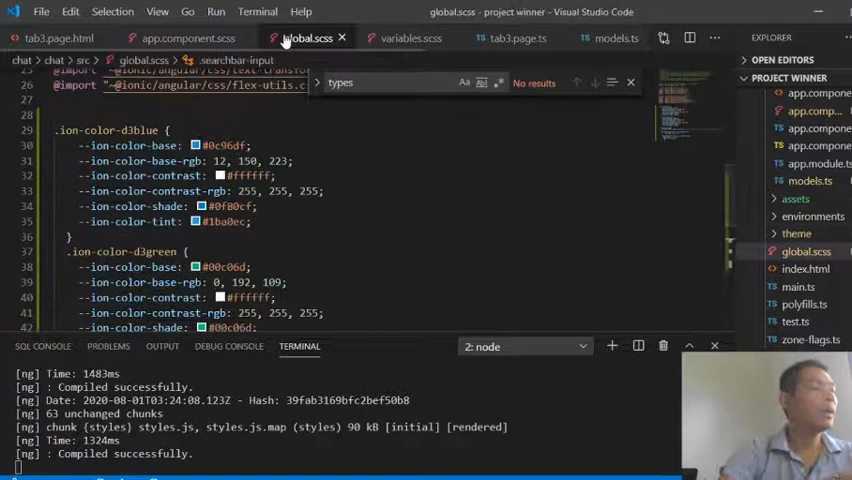 File Edit Selection View Go Run Terminal Help global.scss - project winner - Visual Studio Code
tab3.page.html app.component.scss global.scss variables.scss tab3.page.ts models.ts
EXPLORER
chat > chat > src > global.scss > .searchbar-input
OPEN EDITORS
PROJECT WINNER
types
No results
26 @import "~@ionic/angular/css/flex-utils.c
28
29 .ion-color-d3blue {
30 --ion-color-base: #0c96df;
31 --ion-color-base-rgb: 12, 150, 223;
32 --ion-color-contrast: #ffffff;
33 --ion-color-contrast-rgb: 255, 255, 255;
34 --ion-color-shade: #0f80cf;
35 --ion-color-tint: #1ba0ec;
36 }
37 .ion-color-d3green {
38 --ion-color-base: #00c06d;
39 --ion-color-base-rgb: 0, 192, 109;
40 --ion-color-contrast: #ffffff;
41 --ion-color-contrast-rgb: 255, 255, 255;
42 --ion-color-shade: #00c06d;
app.compone
app.comp...
app.compone
app.compone
app.module.ts
models.ts
assets
environments
theme
global.scss
index.html
main.ts
polyfills.ts
test.ts
zone-flags.ts
SQL CONSOLE PROBLEMS OUTPUT DEBUG CONSOLE TERMINAL 2: node
[ng] Time: 1483ms
[ng] : Compiled successfully.
[ng] Date: 2020-08-01T03:24:08.123Z - Hash: 39fab3169bfc2bef50b8
[ng] 63 unchanged chunks
[ng] chunk {styles} styles.js, styles.js.map (styles) 90 kB [initial] [rendered]
[ng] Time: 1324ms
[ng] : Compiled successfully.